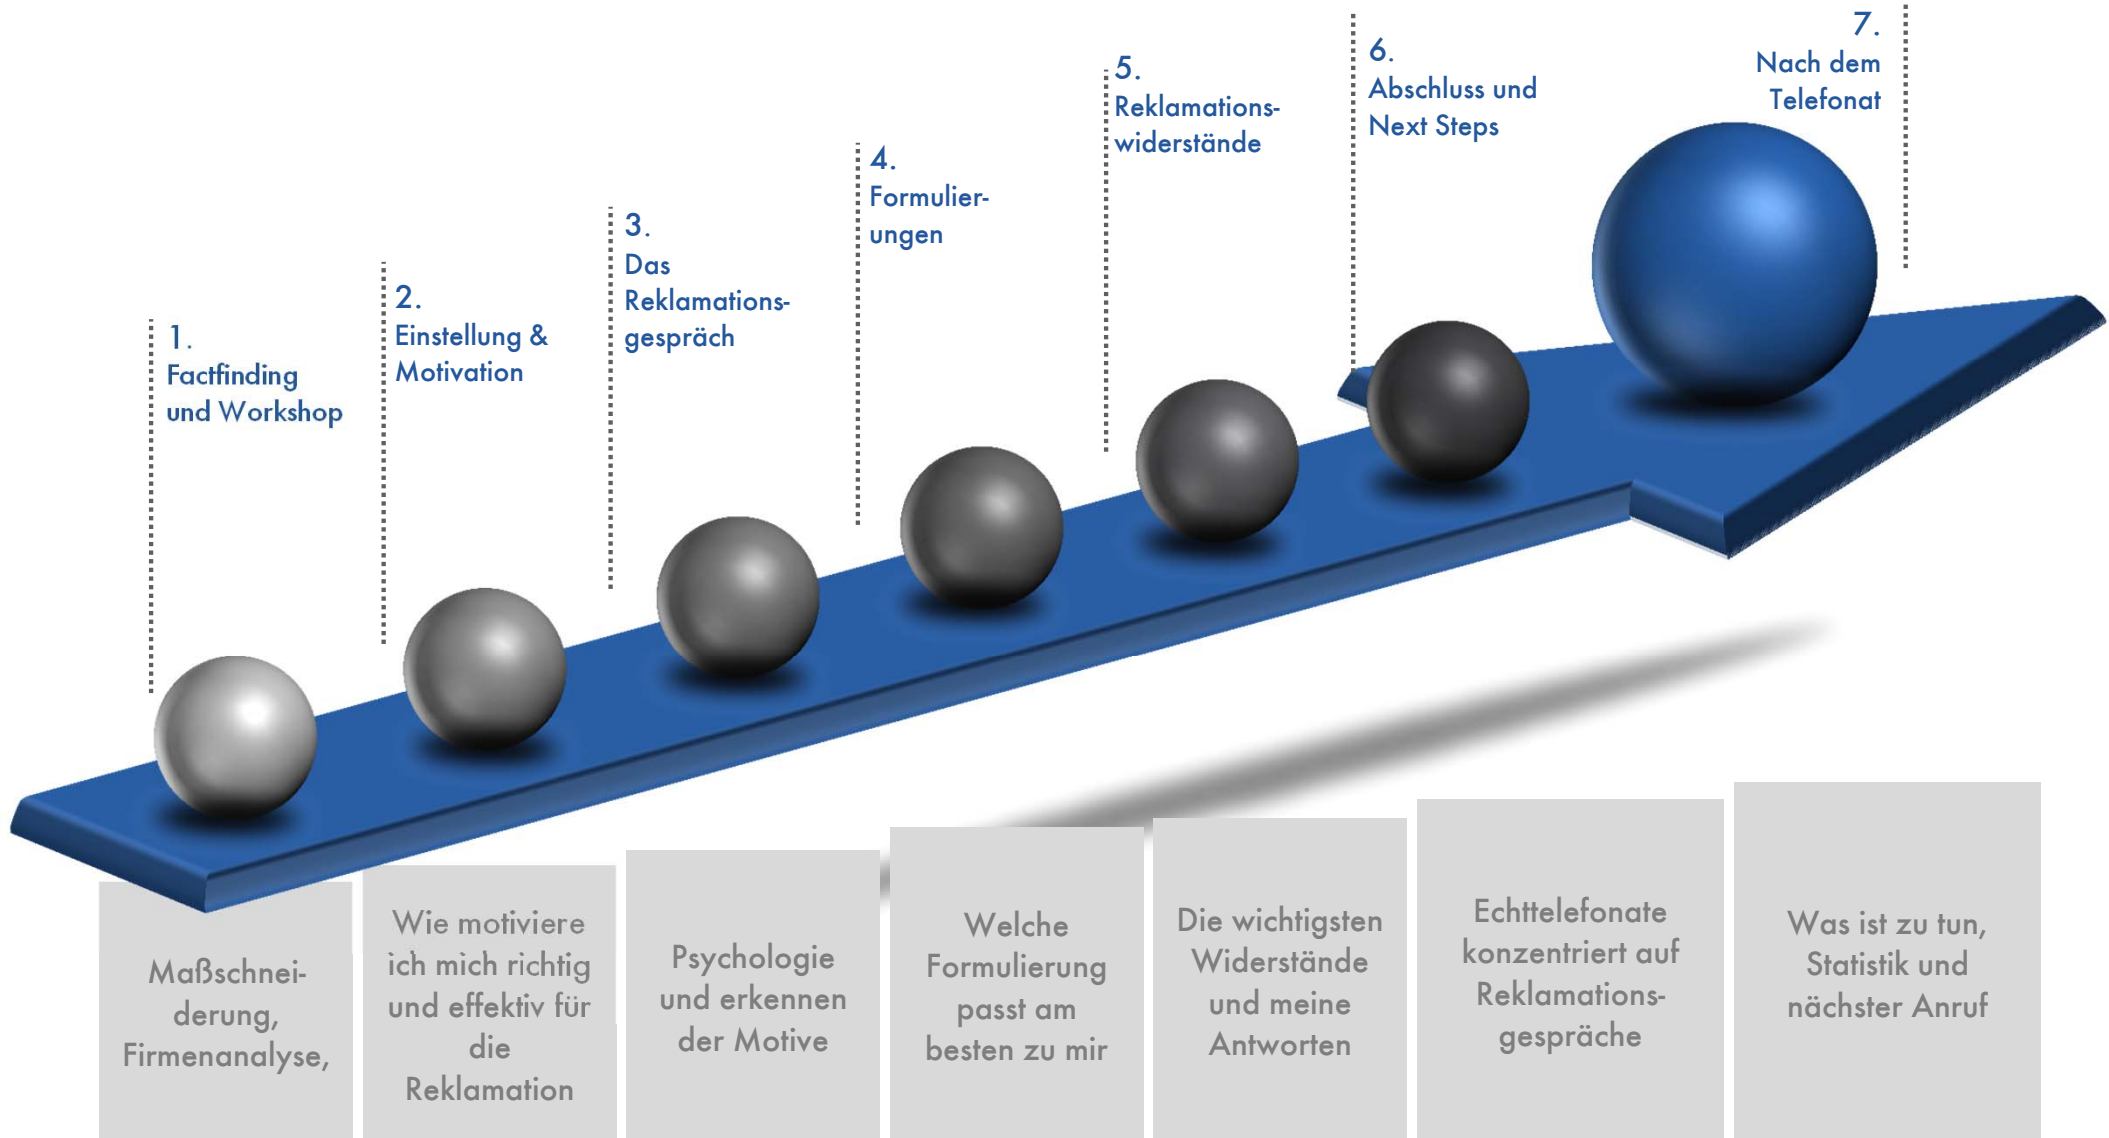 1.
Factfinding
und Workshop
2.
Einstellung &
Motivation
3.
Das
Reklamations-
gespräch
4.
Formulier-
ungen
5.
Reklamations-
widerstände
6.
Abschluss und
Next Steps
7.
Nach dem
Telefonat
Maßschnei-
derung,
Firmenanalyse,
Wie motiviere
ich mich richtig
und effektiv für
die
Reklamation
Psychologie
und erkennen
der Motive
Welche
Formulierung
passt am
besten zu mir
Die wichtigsten
Widerstände
und meine
Antworten
Echttelefonate
konzentriert auf
Reklamations-
gespräche
Was ist zu tun,
Statistik und
nächster Anruf